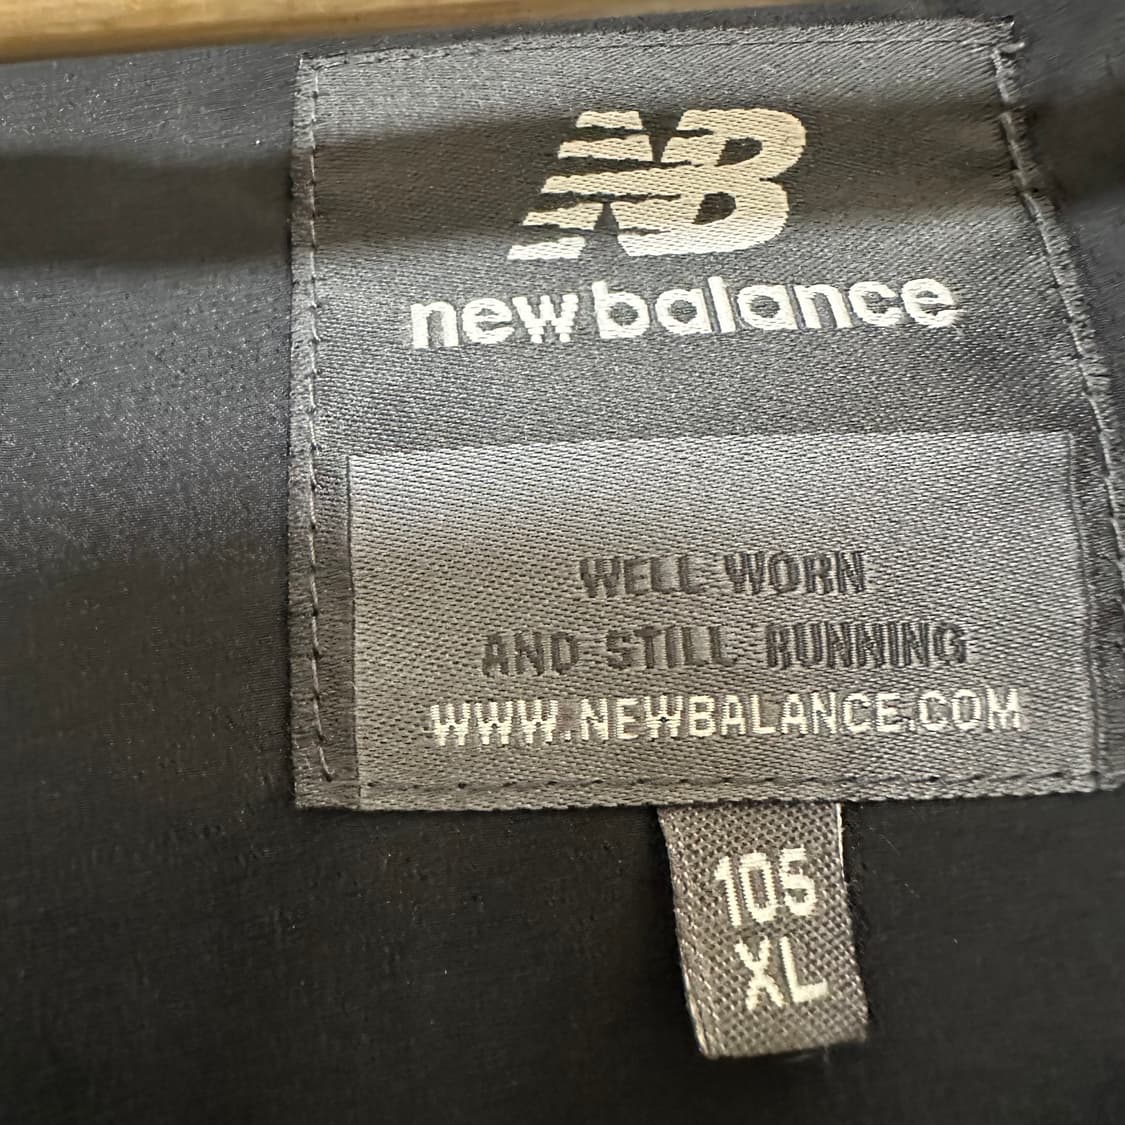 NB
new balance
WELL WORN
AND STILL RUNNING
WWW.NEWBALANCE.COM
105
XL